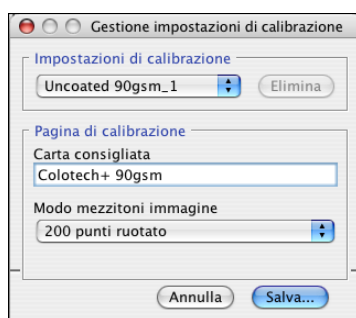 Gestione impostazioni di calibrazione
Impostazioni di calibrazione
Uncoated 90gsm_1
Elimina
Pagina di calibrazione
Carta consigliata
Colotech+ 90gsm
Modo mezzitoni immagine
200 punti ruotato
Annulla
Salva...